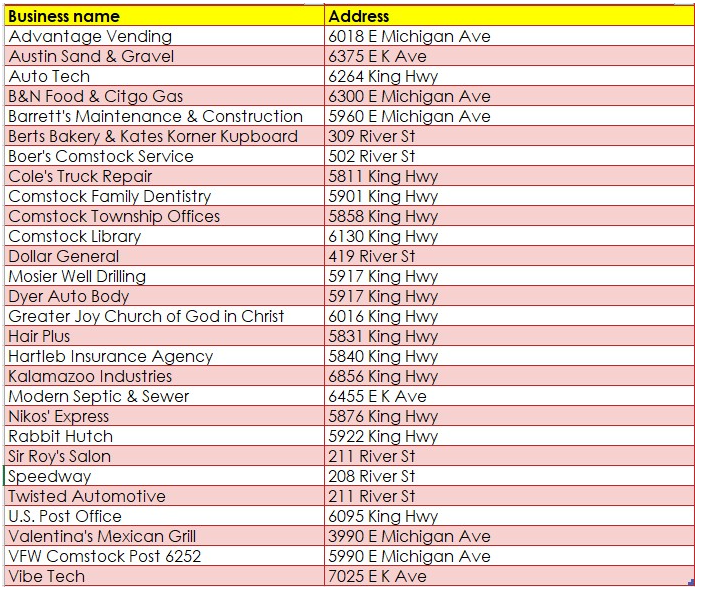 Business name Address
Advantage Vending 6018 E Michigan Ave
Austin Sand & Gravel 6375 E K Ave
Auto Tech 6264 King Hwy
B&N Food & Citgo Gas 6300 E Michigan Ave
Barrett's Maintenance & Construction 5960 E Michigan Ave
Berts Bakery & Kates Korner Kupboard 309 River St
Boer's Comstock Service 502 River St
Cole's Truck Repair 5811 King Hwy
Comstock Family Dentistry 5901 King Hwy
Comstock Township Offices 5858 King Hwy
Comstock Library 6130 King Hwy
Dollar General 419 River St
Mosier Well Drilling 5917 King Hwy
Dyer Auto Body 5917 King Hwy
Greater Joy Church of God in Christ 6016 King Hwy
Hair Plus 5831 King Hwy
Hartleb Insurance Agency 5840 King Hwy
Kalamazoo Industries 6856 King Hwy
Modern Septic & Sewer 6455 E K Ave
Nikos' Express 5876 King Hwy
Rabbit Hutch 5922 King Hwy
Sir Roy's Salon 211 River St
Speedway 208 River St
Twisted Automotive 211 River St
U.S. Post Office 6095 King Hwy
Valentina's Mexican Grill 3990 E Michigan Ave
VFW Comstock Post 6252 5990 E Michigan Ave
Vibe Tech 7025 E K Ave